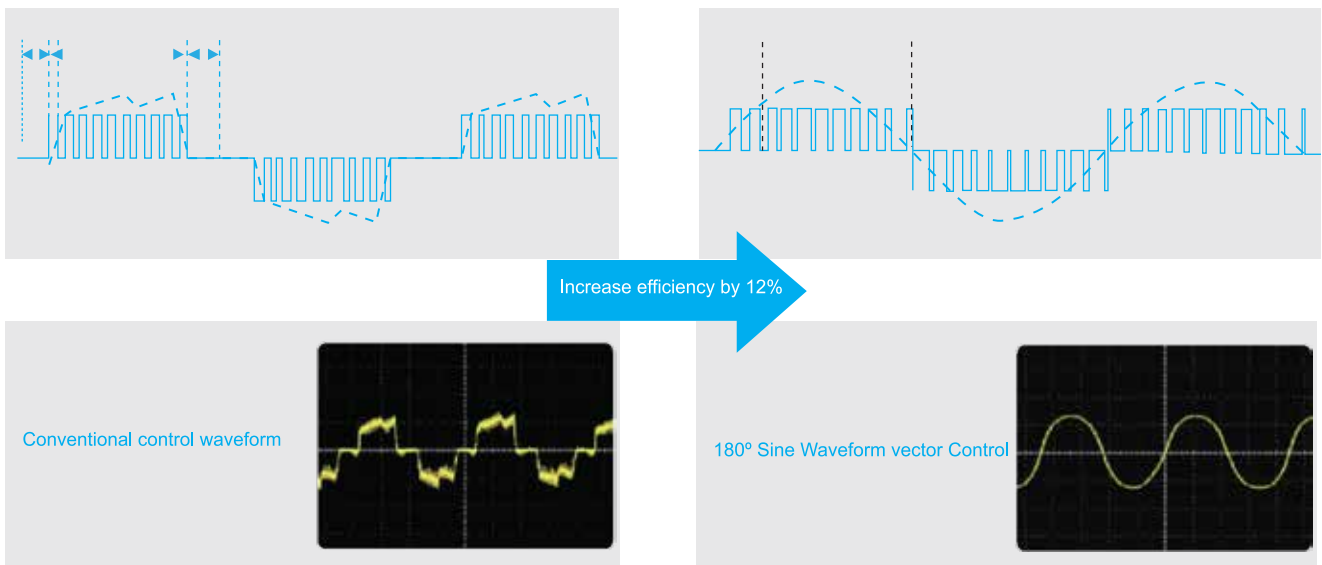 Increase efficiency by 12%
Conventional control waveform
180º Sine Waveform vector Control